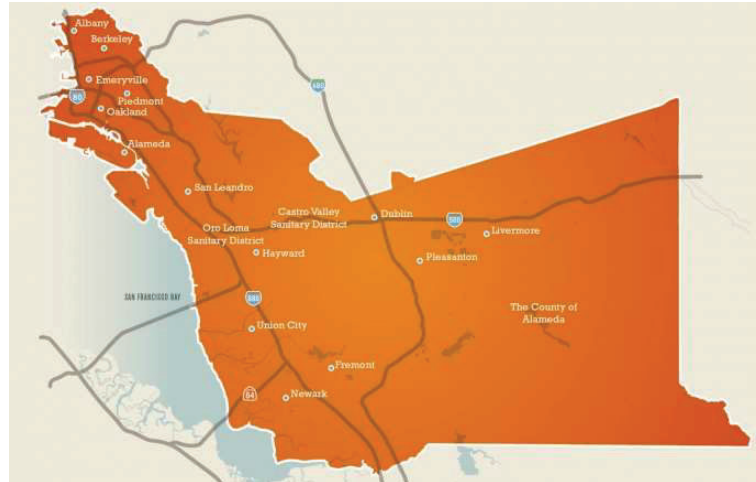 Albany
Berkeley
680
Emeryville
80
Piedmont
Oakland
Alameda
San Leandro
Castro Valley
Sanitary District
Dublin
580
Oro Loma
Sanitary District
Livermore
Hayward
Pleasanton
SAN FRANCISCO BAY
880
The County of
Alameda
Union City
Fremont
84
Newark